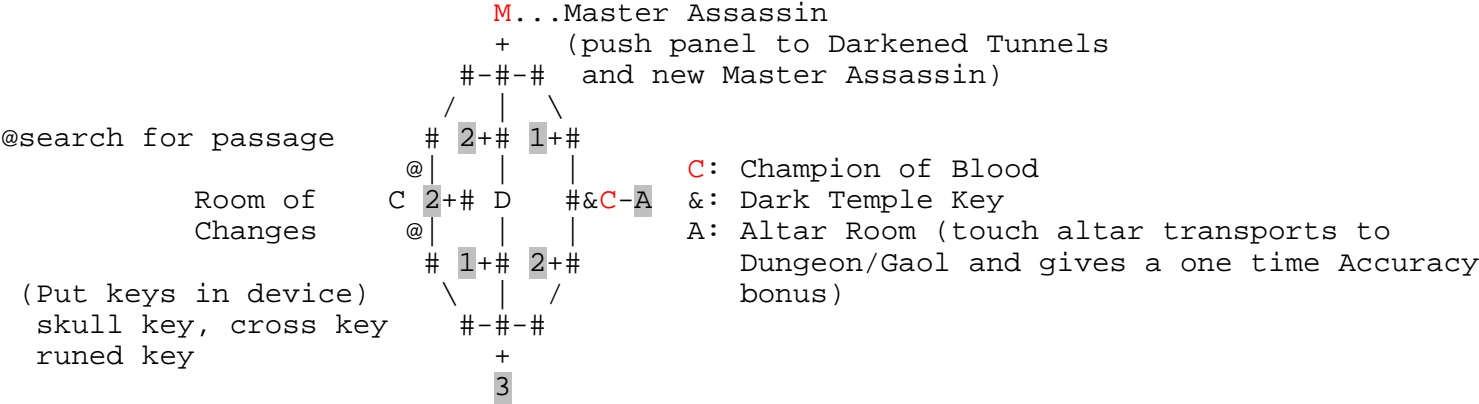 M...Master Assassin
+ (push panel to Darkened Tunnels
#-#-# and new Master Assassin)
/ | \
@search for passage # 2+# 1+#
@| | | C: Champion of Blood
Room of C 2+# D #&C-A &: Dark Temple Key
Changes @| | | A: Altar Room (touch altar transports to
# 1+# 2+# Dungeon/Gaol and gives a one time Accuracy
(Put keys in device) \ | / bonus)
skull key, cross key #-#-#
runed key +
3